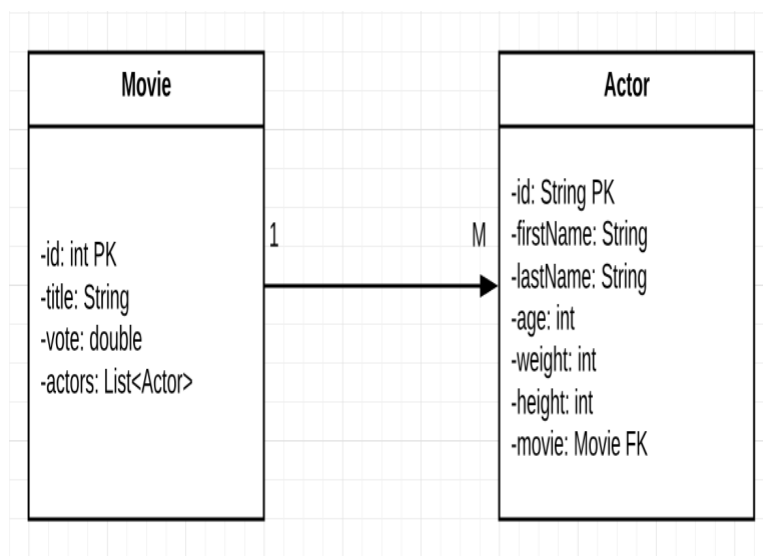 Movie
-id: int PK
-title: String
-vote: double
-actors: List<Actor>
1
M
Actor
-id: String PK
-firstName: String
-lastName: String
-age: int
-weight: int
-height: int
-movie: Movie FK